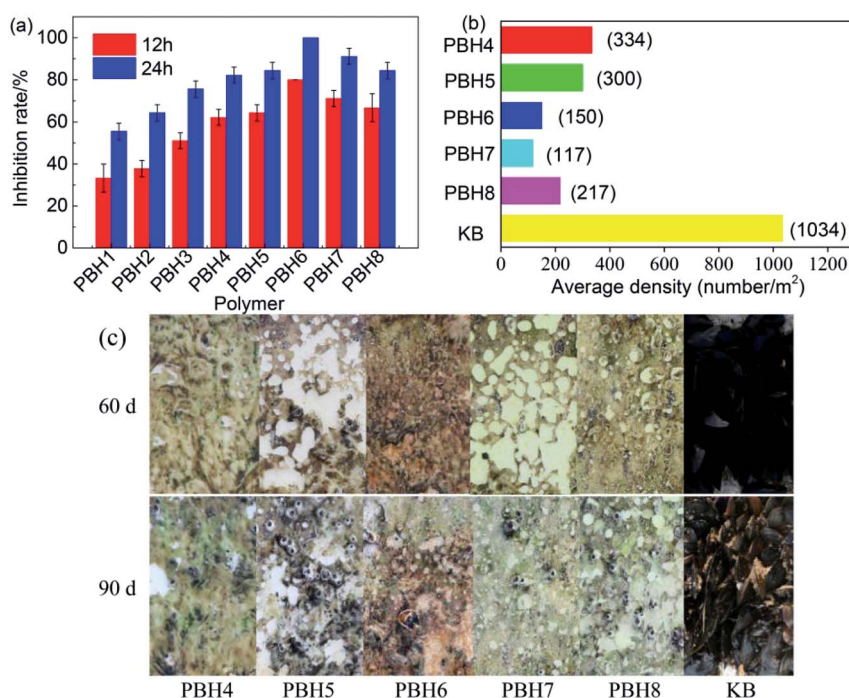 (a)
12h
24h
Inhibition rate/%
100
80
60
40
20
0
PBH1
PBH2
PBH3
PBH4
PBH5
PBH6
PBH7
PBH8
Polymer
(b)
PBH4
(334)
PBH5
(300)
PBH6
(150)
PBH7
(117)
PBH8
(217)
KB
(1034)
0 200 400 600 800 1000 1200
Average density (number/m²)
(c)
60 d
90 d
PBH4 PBH5 PBH6 PBH7 PBH8 KB